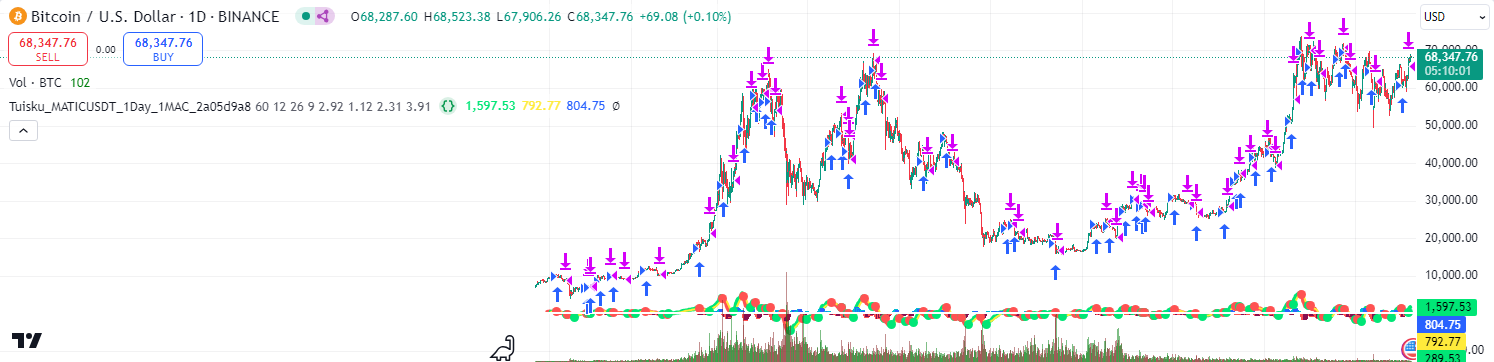 Bitcoin / U.S. Dollar · 1D · BINANCE O68,287.60 H68,523.38 L67,906.26 C68,347.76 +69.08 (+0.10%)
USD
68,347.76
SELL
0.00
68,347.76
BUY
Vol · BTC 102
Tuisku_MATICUSDT_1Day_1MAC_2a05d9a8 60 12 26 9 2.92 1.12 2.31 3.91 {} 1,597.53 792.77 804.75 Ø
70,000.00
68,347.76
05:10:01
60,000.00
50,000.00
40,000.00
30,000.00
20,000.00
10,000.00
1,597.53
804.75
792.77
289.53